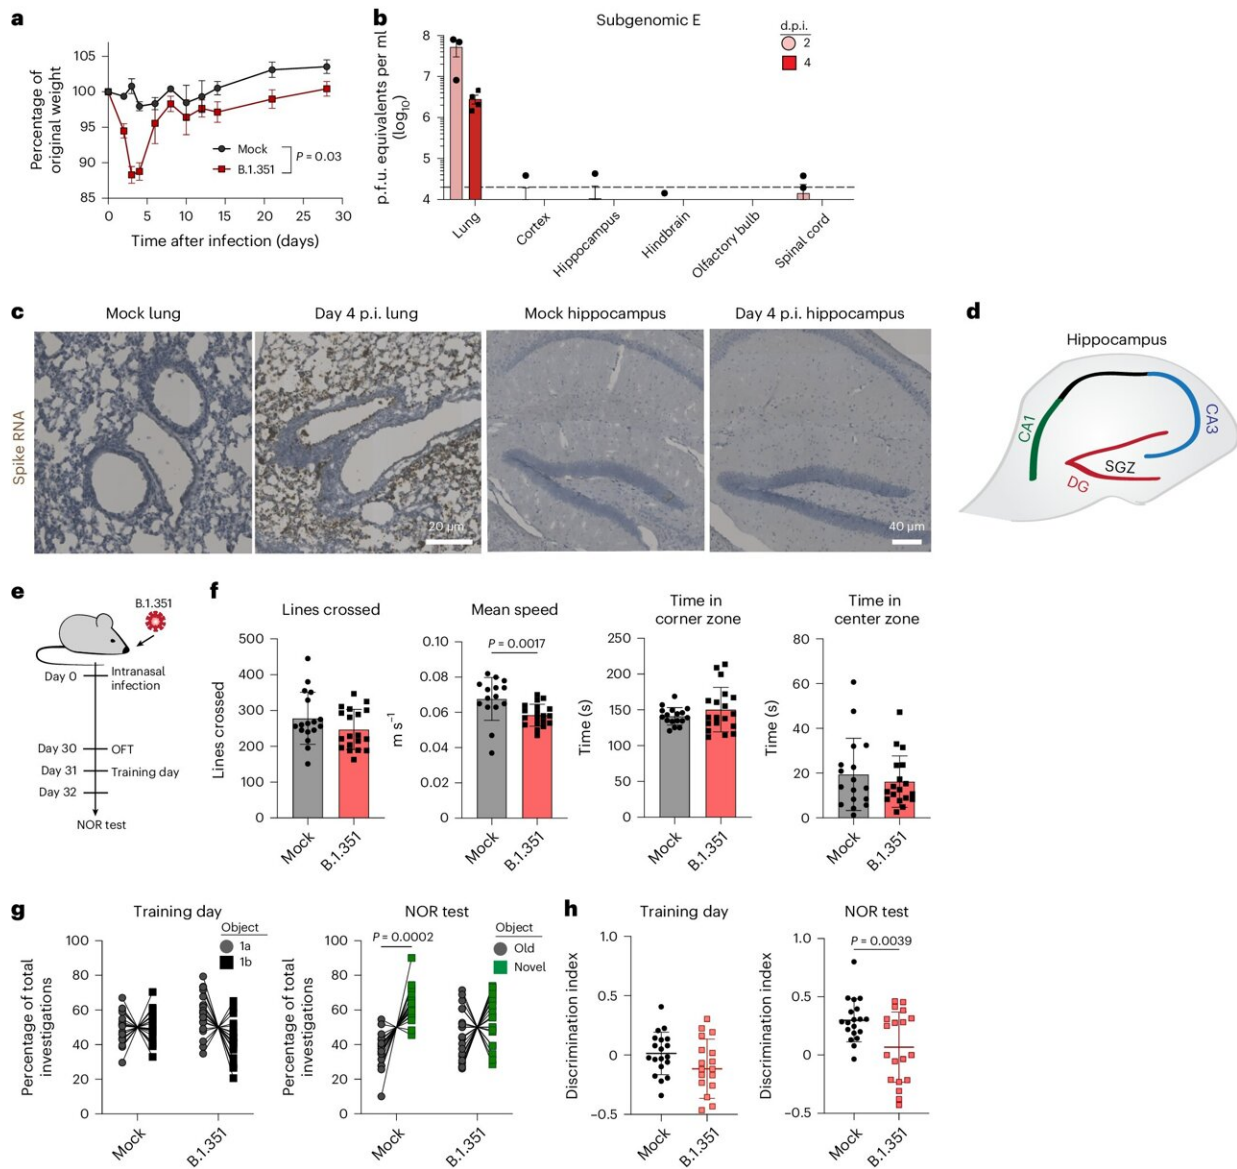 a
Percentage of
original weight
105
100
95
90
85
0 5 10 15 20 25 30
Time after infection (days)
Mock
B.1.351
P = 0.03
b
Subgenomic E
p.f.u. equivalents per ml
(log10)
8
7
6
5
4
d.p.i.
2
4
Lung
Cortex
Hippocampus
Hindbrain
Olfactory bulb
Spinal cord
c
Mock lung
Day 4 p.i. lung
Mock hippocampus
Day 4 p.i. hippocampus
Spike RNA
20 µm
40 µm
d
Hippocampus
CA1
CA3
SGZ
DG
e
B.1.351
Day 0
Intranasal
infection
Day 30
OFT
Day 31
Training day
Day 32
NOR test
f
Lines crossed
Lines crossed
500
400
300
200
100
0
Mock
B.1.351
Mean speed
m s⁻¹
0.10
0.08
0.06
0.04
0.02
0
P = 0.0017
Mock
B.1.351
Time in
corner zone
Time (s)
250
200
150
100
50
0
Mock
B.1.351
Time in
center zone
Time (s)
80
60
40
20
0
Mock
B.1.351
g
Training day
Percentage of total
investigations
100
80
60
40
20
0
Object
1a
1b
Mock
B.1.351
NOR test
Percentage of total
investigations
100
80
60
40
20
0
P = 0.0002
Object
Old
Novel
Mock
B.1.351
h
Training day
Discrimination index
1.0
0.5
0
−0.5
Mock
B.1.351
NOR test
Discrimination index
1.0
0.5
0
−0.5
P = 0.0039
Mock
B.1.351